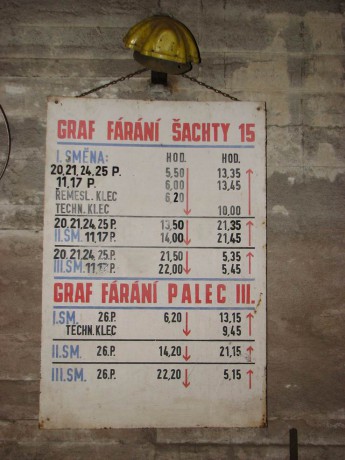 GRAF FÁRÁNÍ ŠACHTY 15
I. SMĚNA: HOD. HOD.
20,21,24,25 P. 5,50 13,35
11,17 P. 6,00 13,45
ŘEMESL. KLEC 6,20
TECHN. KLEC 10,00
20,21,24,25 P. 13,50 21,35
II.SM. 11,17 P. 14,00 21,45
20,21,24,25 P. 21,50 5,35
III.SM. 11,17 P. 22,00 5,45
GRAF FÁRÁNÍ PALEC III.
I.SM. 26.P. 6,20 13,15
TECHN. KLEC 9,45
II.SM. 26.P. 14,20 21,15
III.SM. 26.P. 22,20 5,15